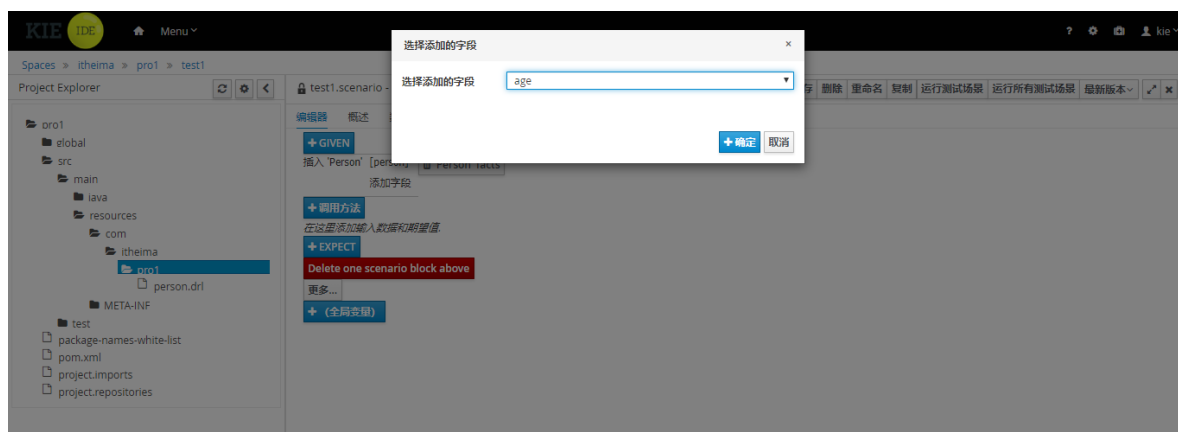 KIE IDE Menu ? kie
Spaces » itheima » pro1 » test1
Project Explorer
test1.scenario -
删除 重命名 复制 运行测试场景 运行所有测试场景 最新版本 ×
选择添加的字段 ×
选择添加的字段 age
+确定 取消
编辑器 概述
+GIVEN
插入 'Person' [person] Person facts
添加字段
+调用方法
在这里添加输入数据和期望值.
+EXPECT
Delete one scenario block above
更多...
+ (全局变量)
pro1
global
src
main
java
resources
com
itheima
pro1
person.drl
META-INF
test
package-names-white-list
pom.xml
project.imports
project.repositories